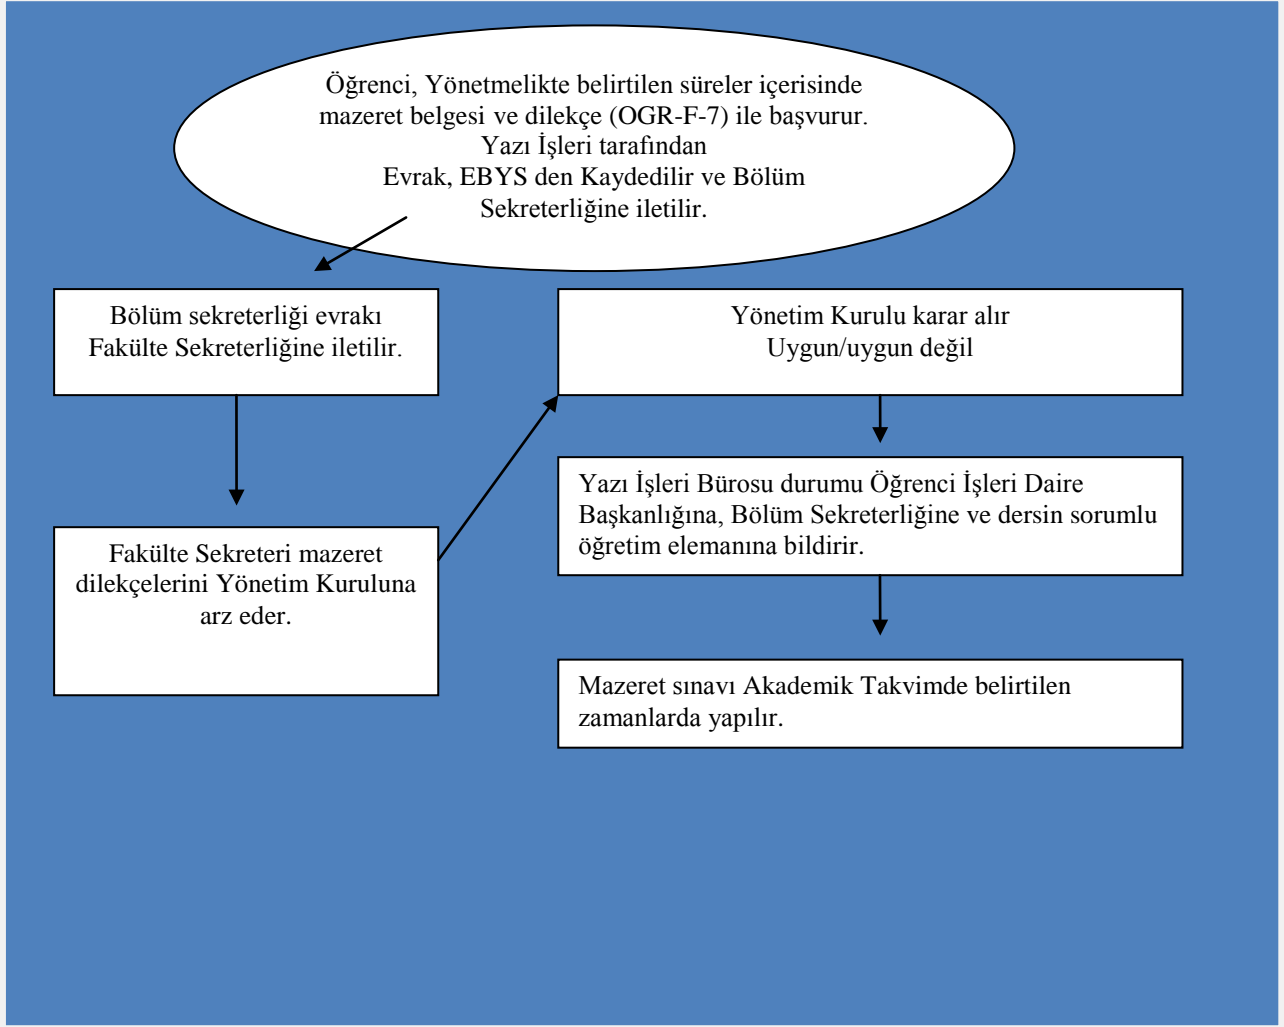 Öğrenci, Yönetmelikte belirtilen süreler içerisinde
mazeret belgesi ve dilekçe (OGR-F-7) ile başvurur.
Yazı İşleri tarafından
Evrak, EBYS den Kaydedilir ve Bölüm
Sekreterliğine iletilir.
Bölüm sekreterliği evrakı
Fakülte Sekreterliğine iletilir.
Fakülte Sekreteri mazeret
dilekçelerini Yönetim Kuruluna
arz eder.
Yönetim Kurulu karar alır
Uygun/uygun değil
Yazı İşleri Bürosu durumu Öğrenci İşleri Daire
Başkanlığına, Bölüm Sekreterliğine ve dersin sorumlu
öğretim elemanına bildirir.
Mazeret sınavı Akademik Takvimde belirtilen
zamanlarda yapılır.